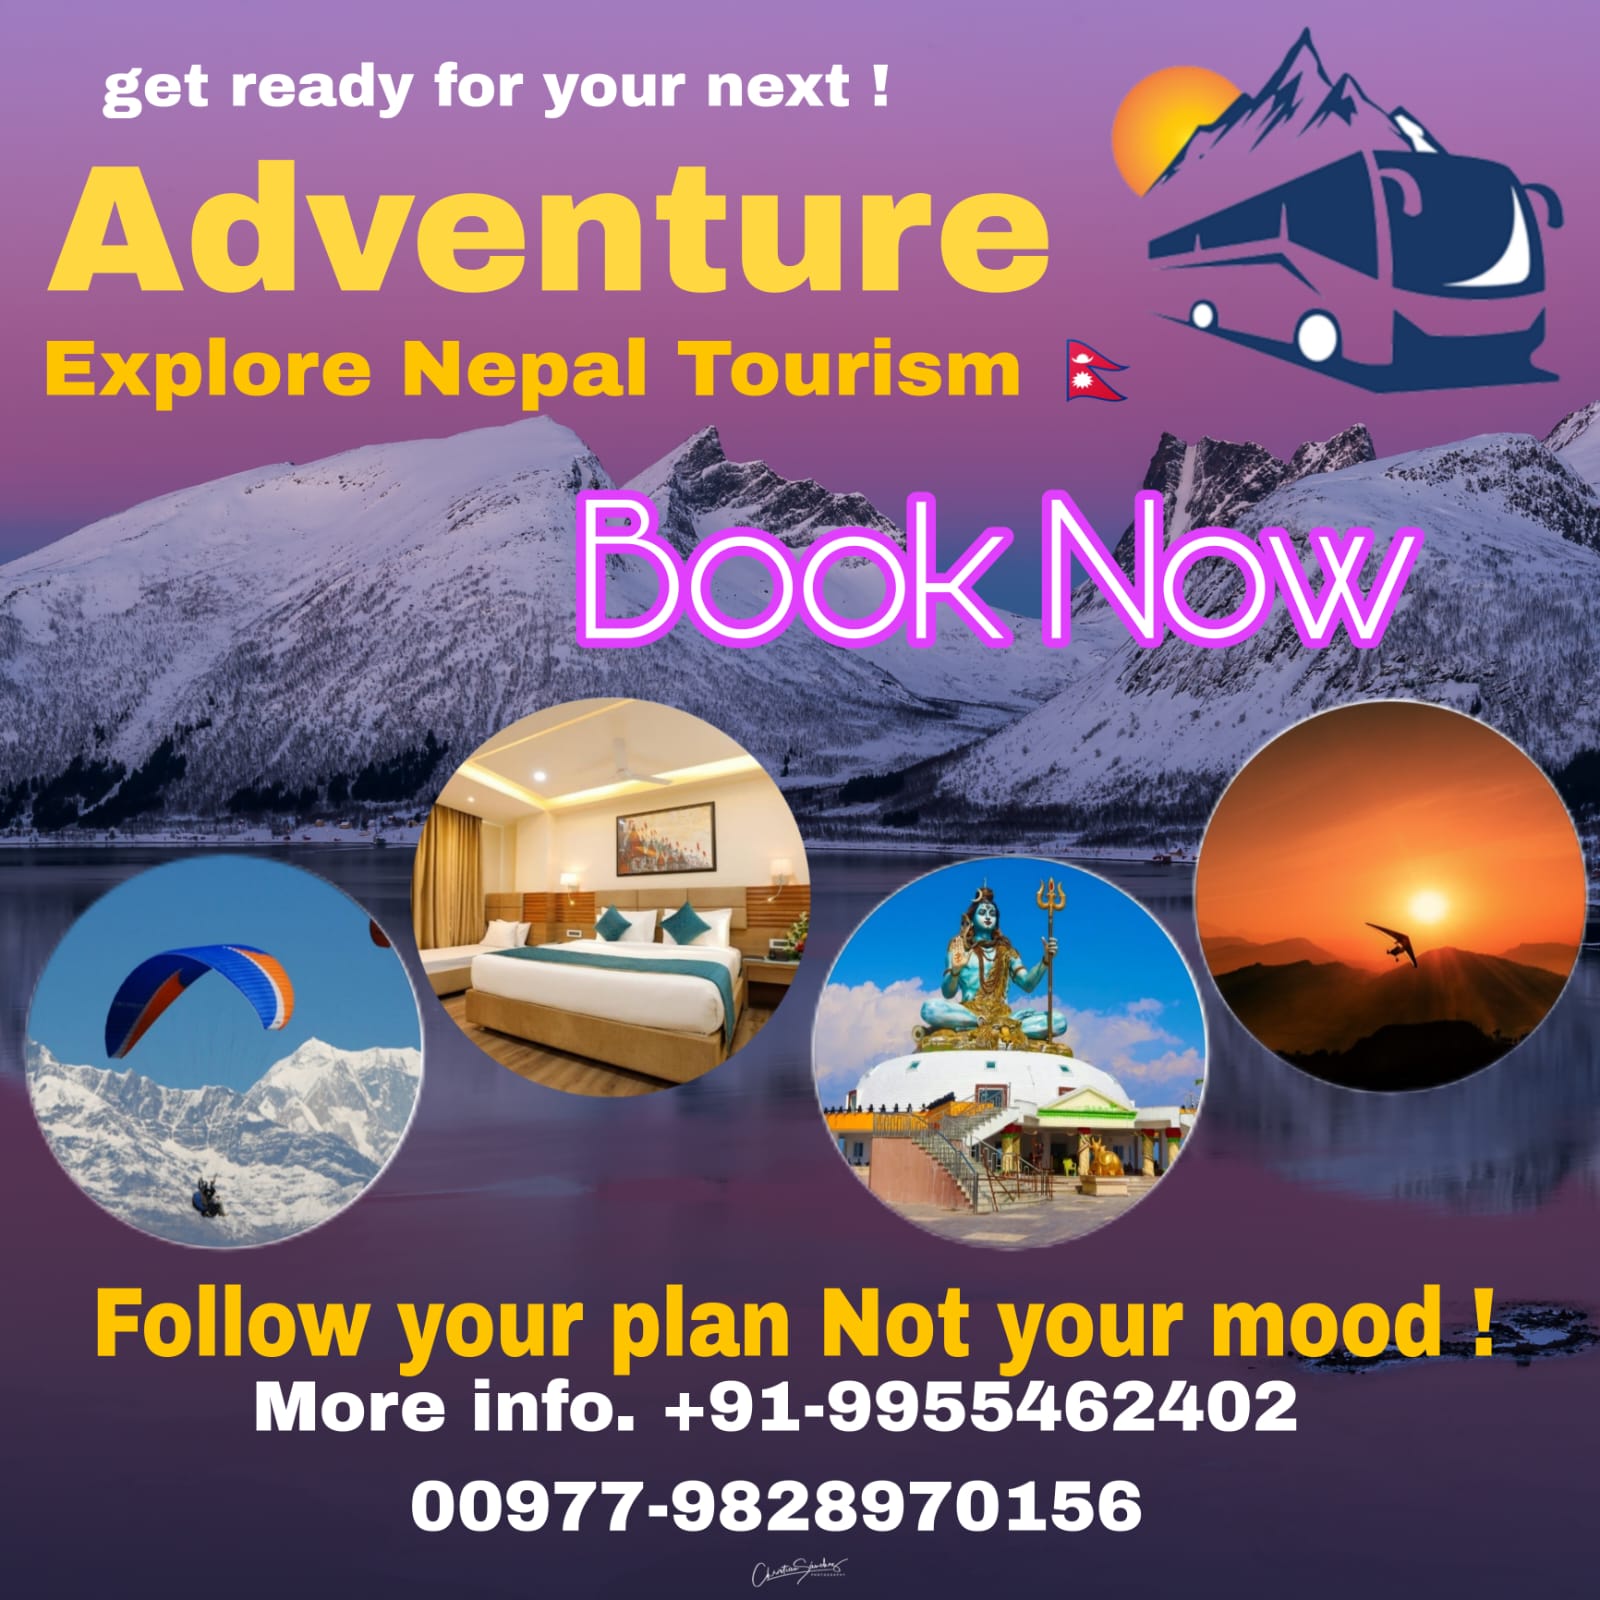 get ready for your next !
Adventure
Explore Nepal Tourism 🇳🇵
Book Now
Follow your plan Not your mood !
More info. +91-9955462402
00977-9828970156
PHOTOGRAPHY